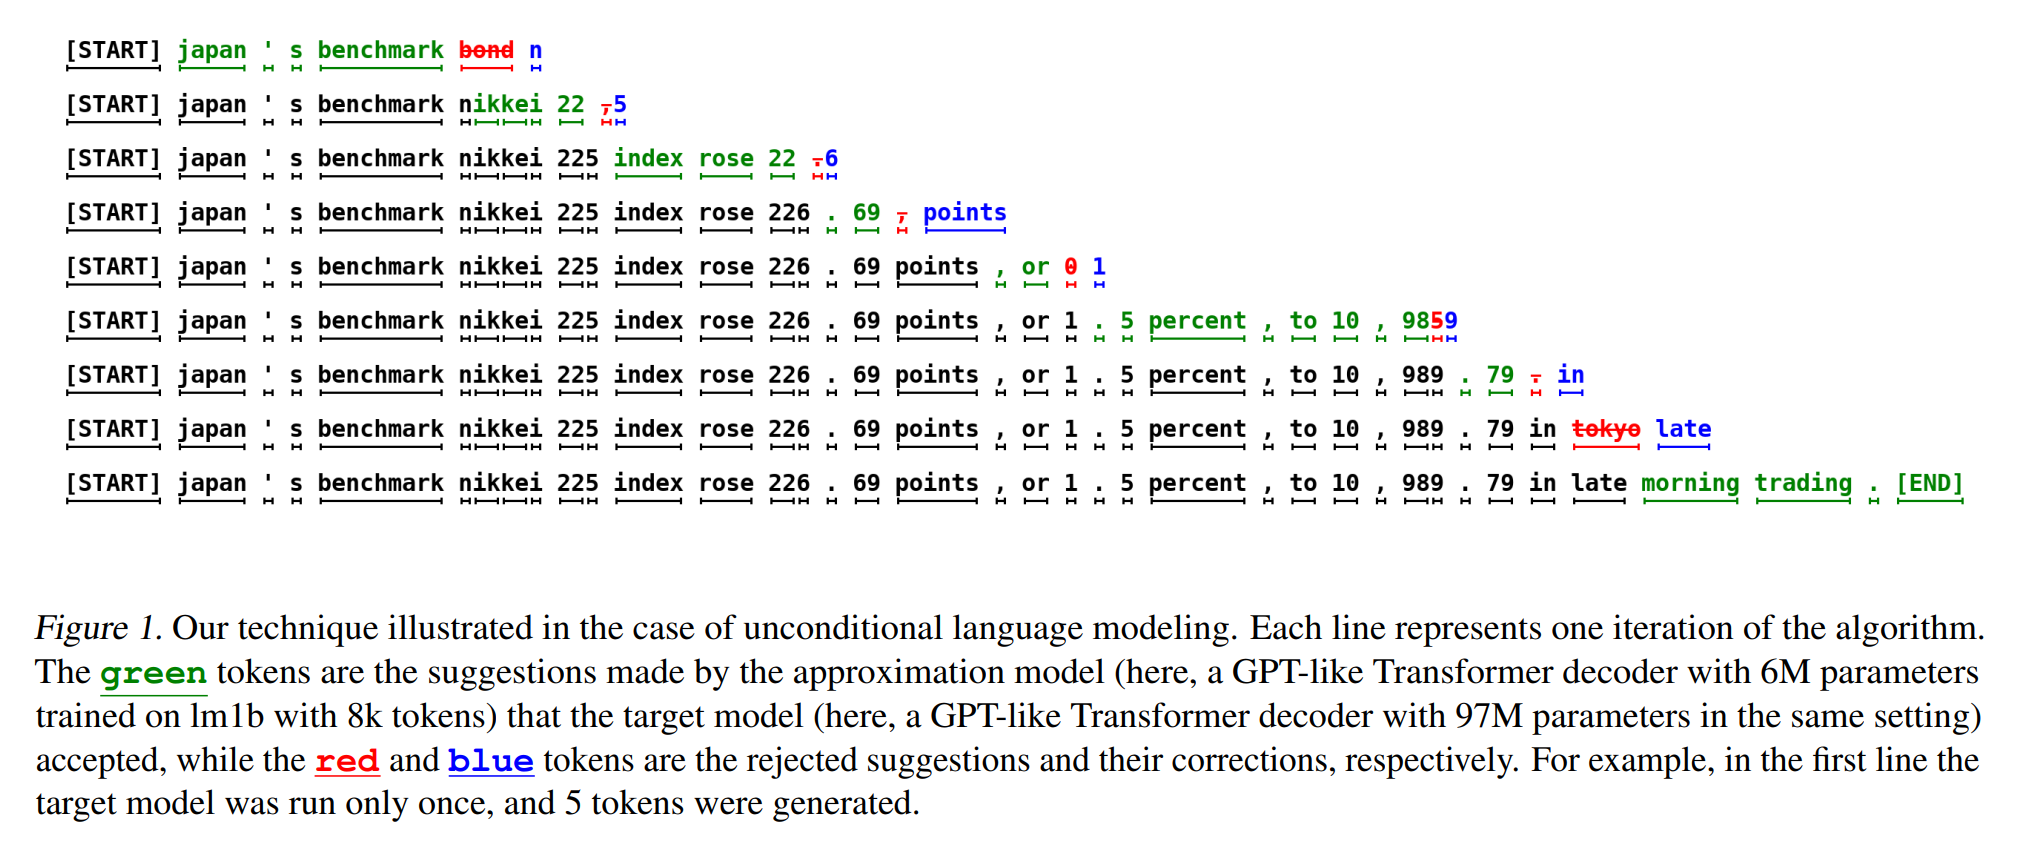 [START] japan ' s benchmark bond n
[START] japan ' s benchmark nikkei 22 , 5
[START] japan ' s benchmark nikkei 225 index rose 22 . 6
[START] japan ' s benchmark nikkei 225 index rose 226 . 69 , points
[START] japan ' s benchmark nikkei 225 index rose 226 . 69 points , or 0 1
[START] japan ' s benchmark nikkei 225 index rose 226 . 69 points , or 1 . 5 percent , to 10 , 9859
[START] japan ' s benchmark nikkei 225 index rose 226 . 69 points , or 1 . 5 percent , to 10 , 989 . 79 . in
[START] japan ' s benchmark nikkei 225 index rose 226 . 69 points , or 1 . 5 percent , to 10 , 989 . 79 in tokyo late
[START] japan ' s benchmark nikkei 225 index rose 226 . 69 points , or 1 . 5 percent , to 10 , 989 . 79 in late morning trading . [END]
Figure 1. Our technique illustrated in the case of unconditional language modeling. Each line represents one iteration of the algorithm.
The green tokens are the suggestions made by the approximation model (here, a GPT-like Transformer decoder with 6M parameters
trained on lm1b with 8k tokens) that the target model (here, a GPT-like Transformer decoder with 97M parameters in the same setting)
accepted, while the red and blue tokens are the rejected suggestions and their corrections, respectively. For example, in the first line the
target model was run only once, and 5 tokens were generated.